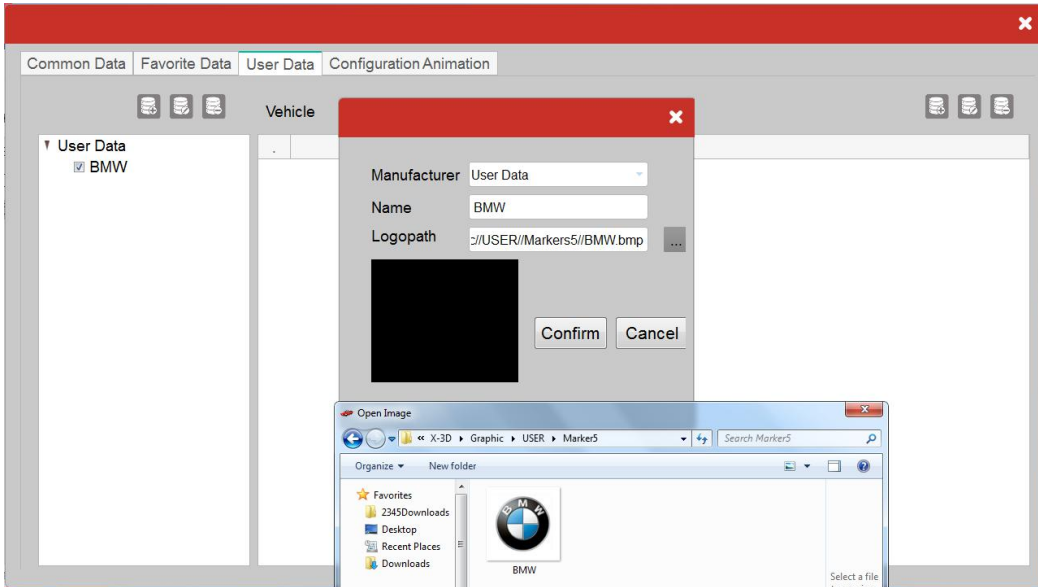 Common Data Favorite Data User Data Configuration Animation
Vehicle
User Data
BMW
.
Manufacturer User Data
Name BMW
Logopath ://USER//Markers5//BMW.bmp ...
Confirm Cancel
Open Image
« X-3D ▸ Graphic ▸ USER ▸ Marker5 Search Marker5
Organize New folder
Favorites
2345Downloads
Desktop
Recent Places
Downloads
BMW
BMW
Select a file